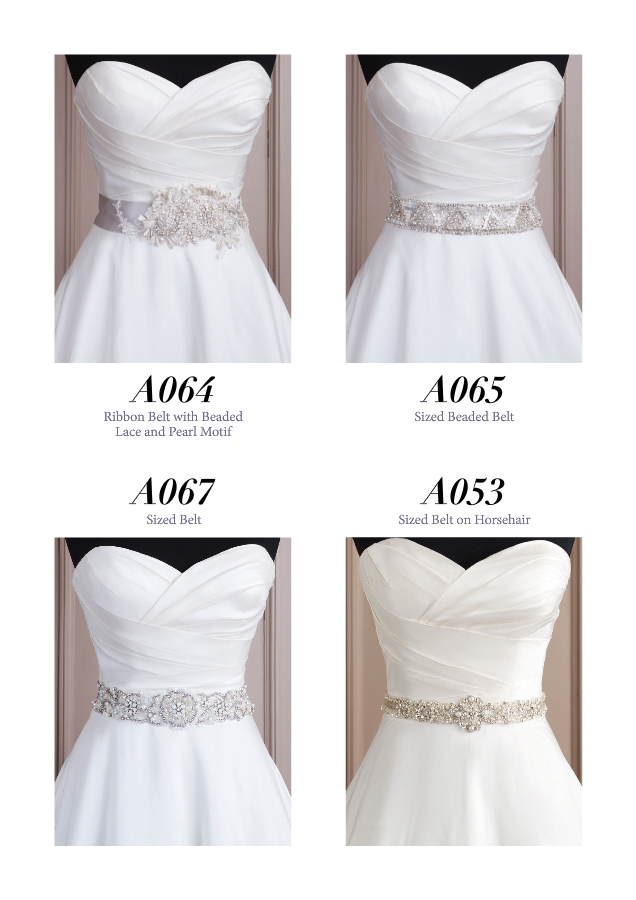 A064
Ribbon Belt with Beaded
Lace and Pearl Motif
A065
Sized Beaded Belt
A067
Sized Belt
A053
Sized Belt on Horsehair